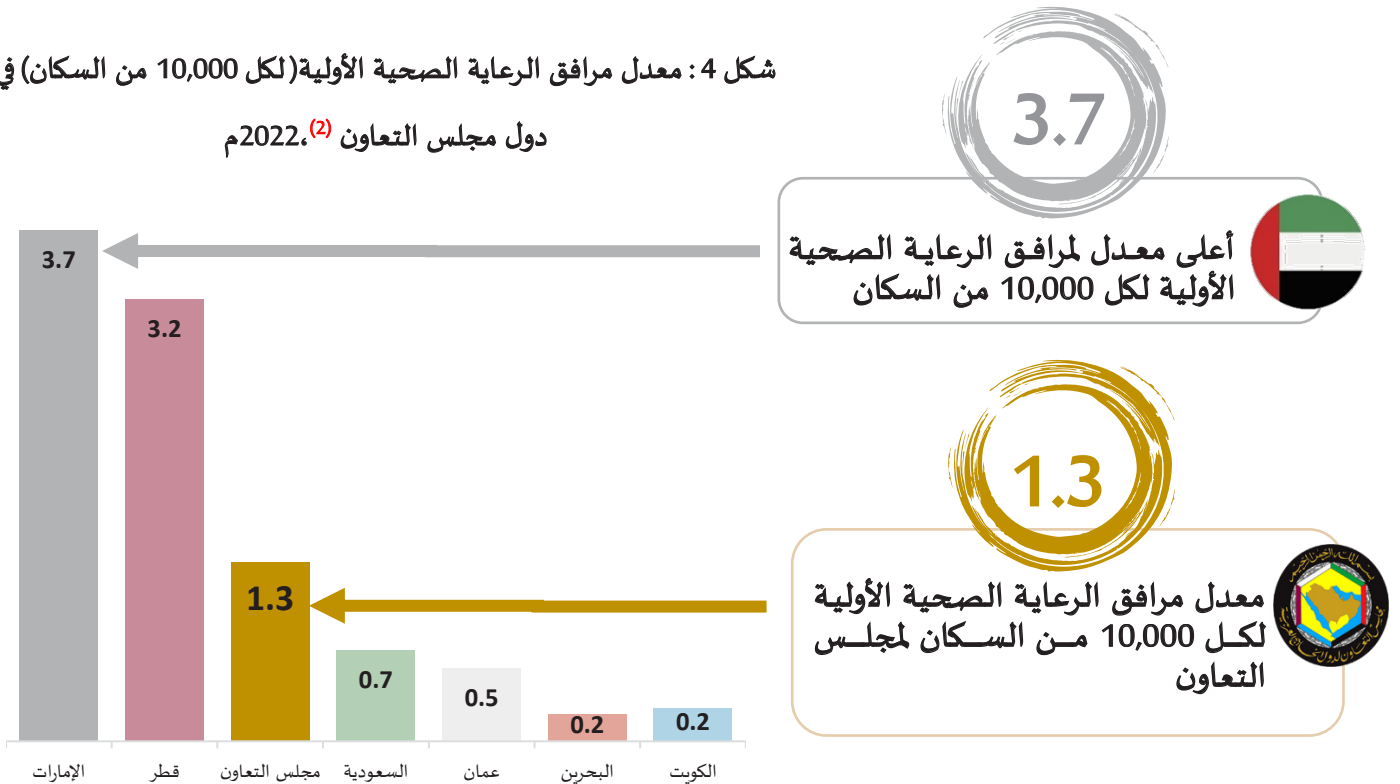 شكل 4 : معدل مرافق الرعاية الصحية الأولية( لكل 10,000 من السكان) في
دول مجلس التعاون (2)،2022م
3.7
أعلى معدل لمرافق الرعاية الصحية
الأولية لكل 10,000 من السكان
1.3
معدل مرافق الرعاية الصحية الأولية
لكل 10,000 من السكان لمجلس
التعاون
3.7
3.2
1.3
0.7
0.5
0.2
0.2
الإمارات
قطر
مجلس التعاون
السعودية
عمان
البحرين
الكويت